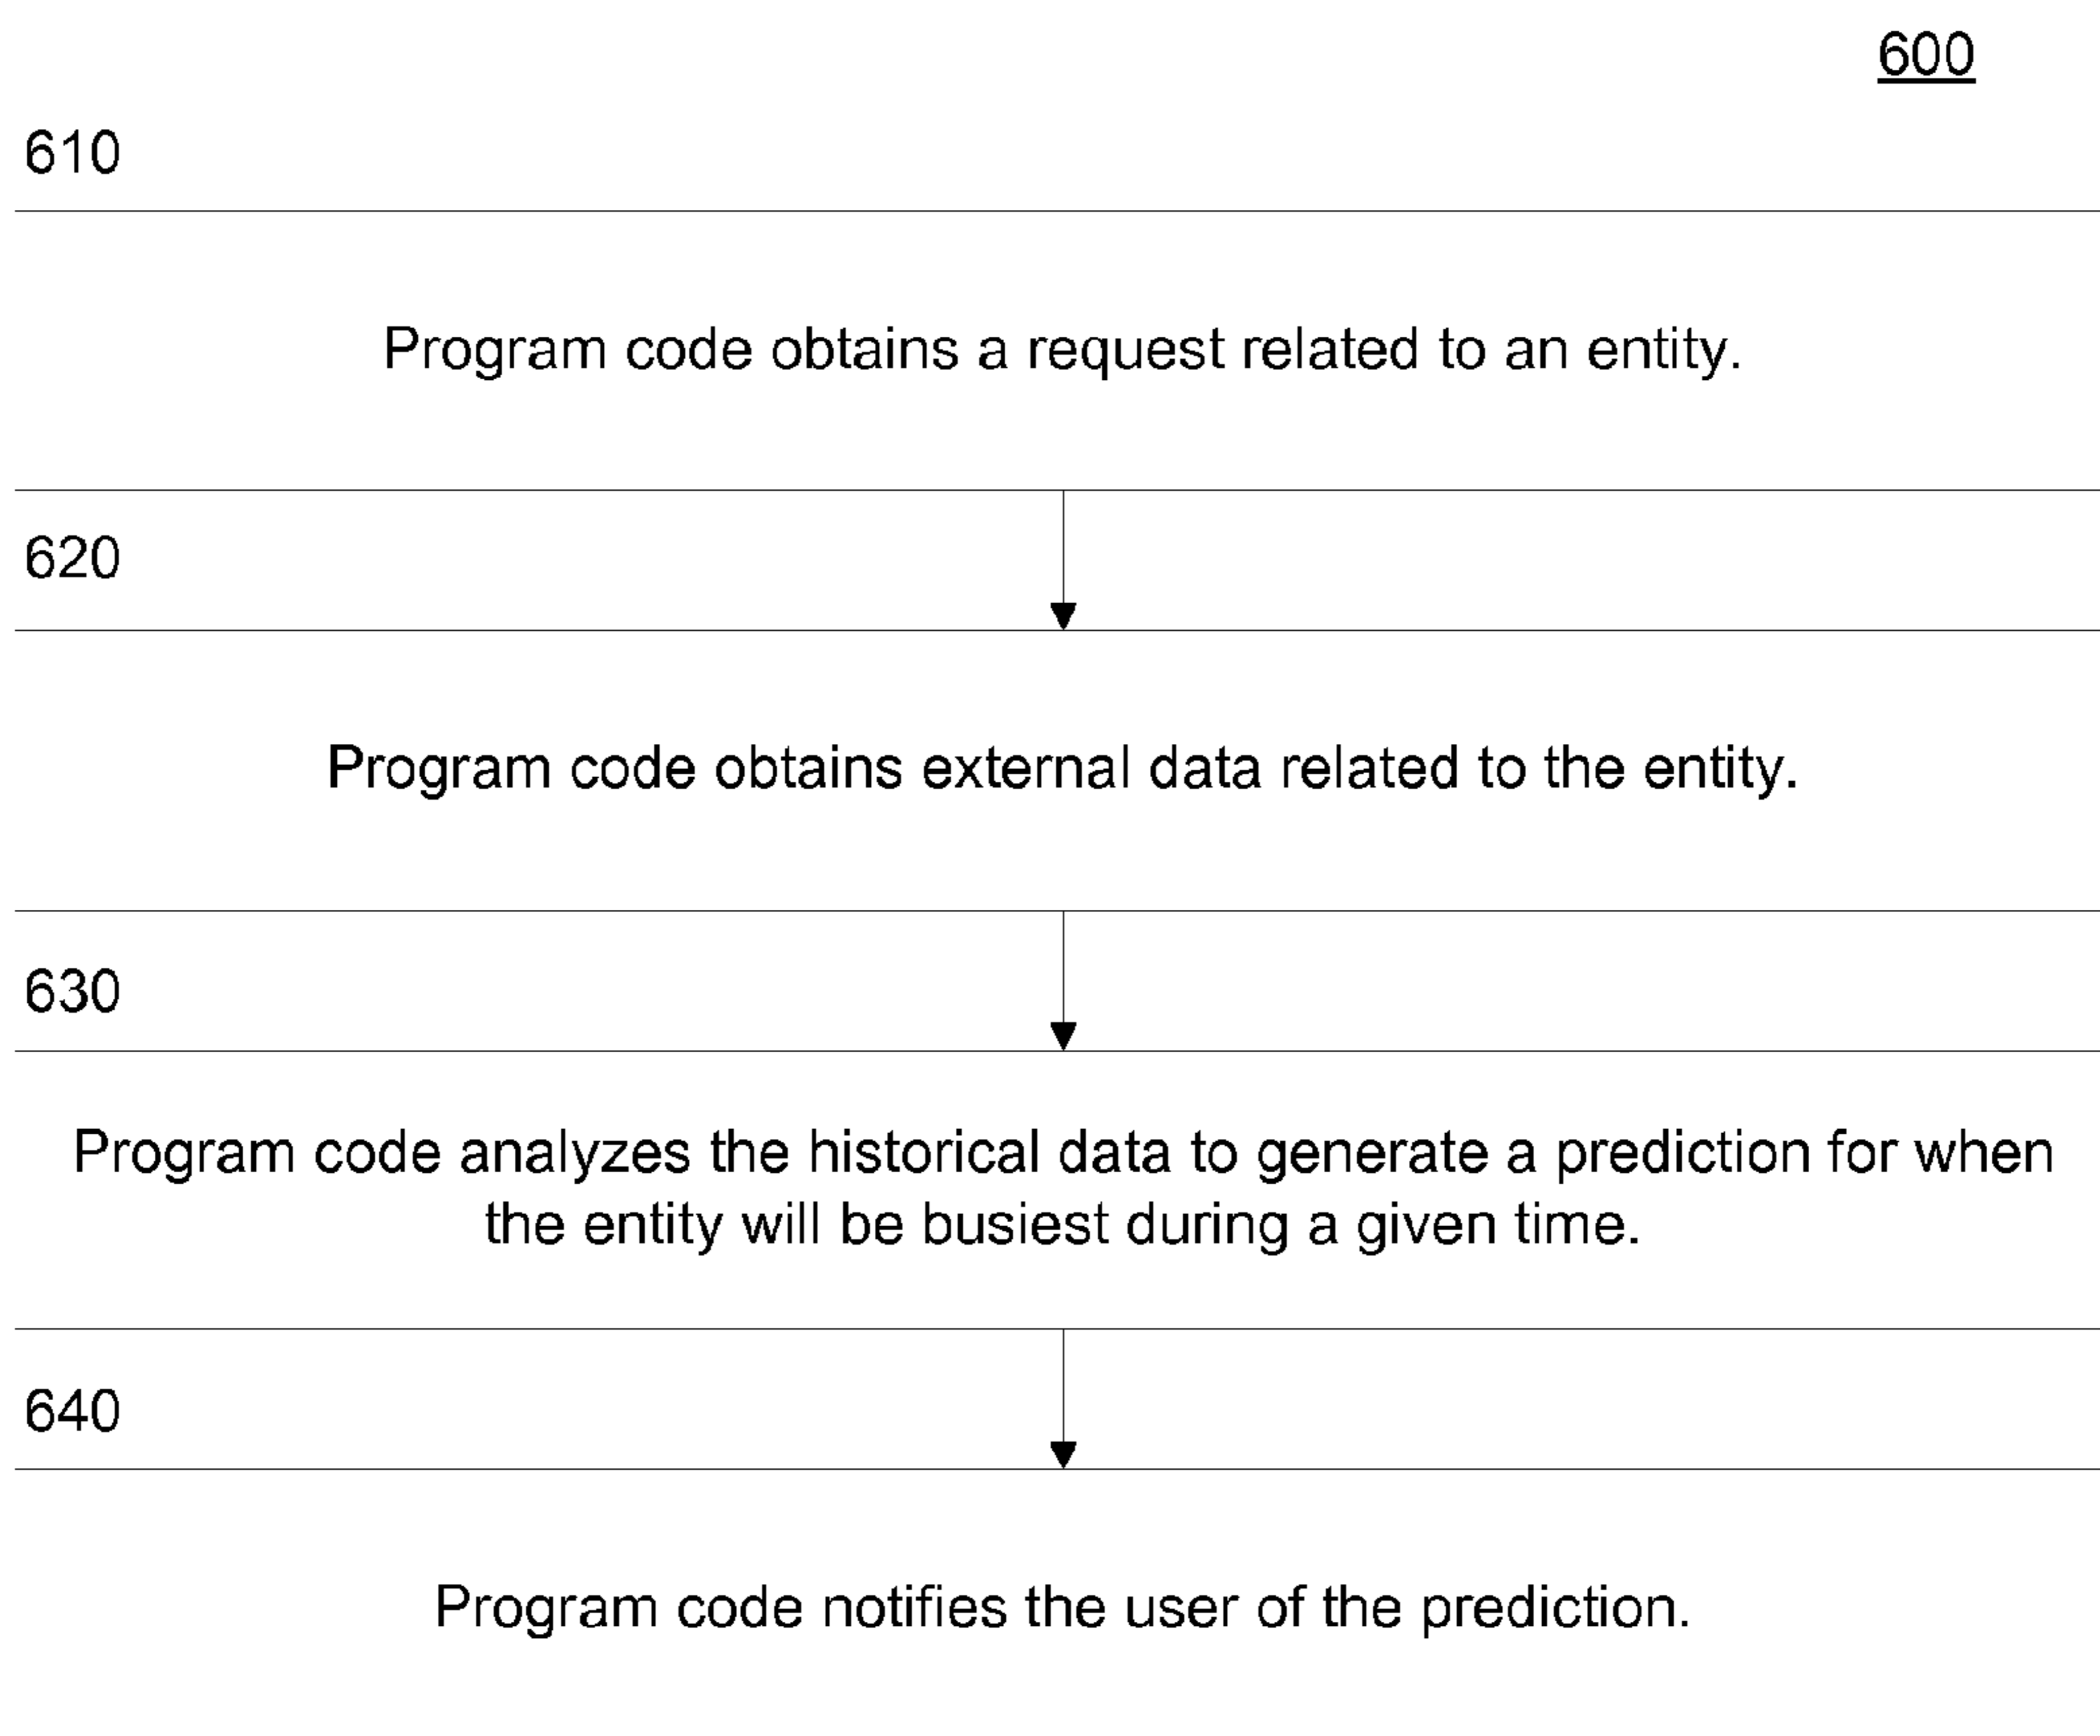 600
610
Program code obtains a request related to an entity.
620
Program code obtains external data related to the entity.
630
Program code analyzes the historical data to generate a prediction for when
the entity will be busiest during a given time.
640
Program code notifies the user of the prediction.